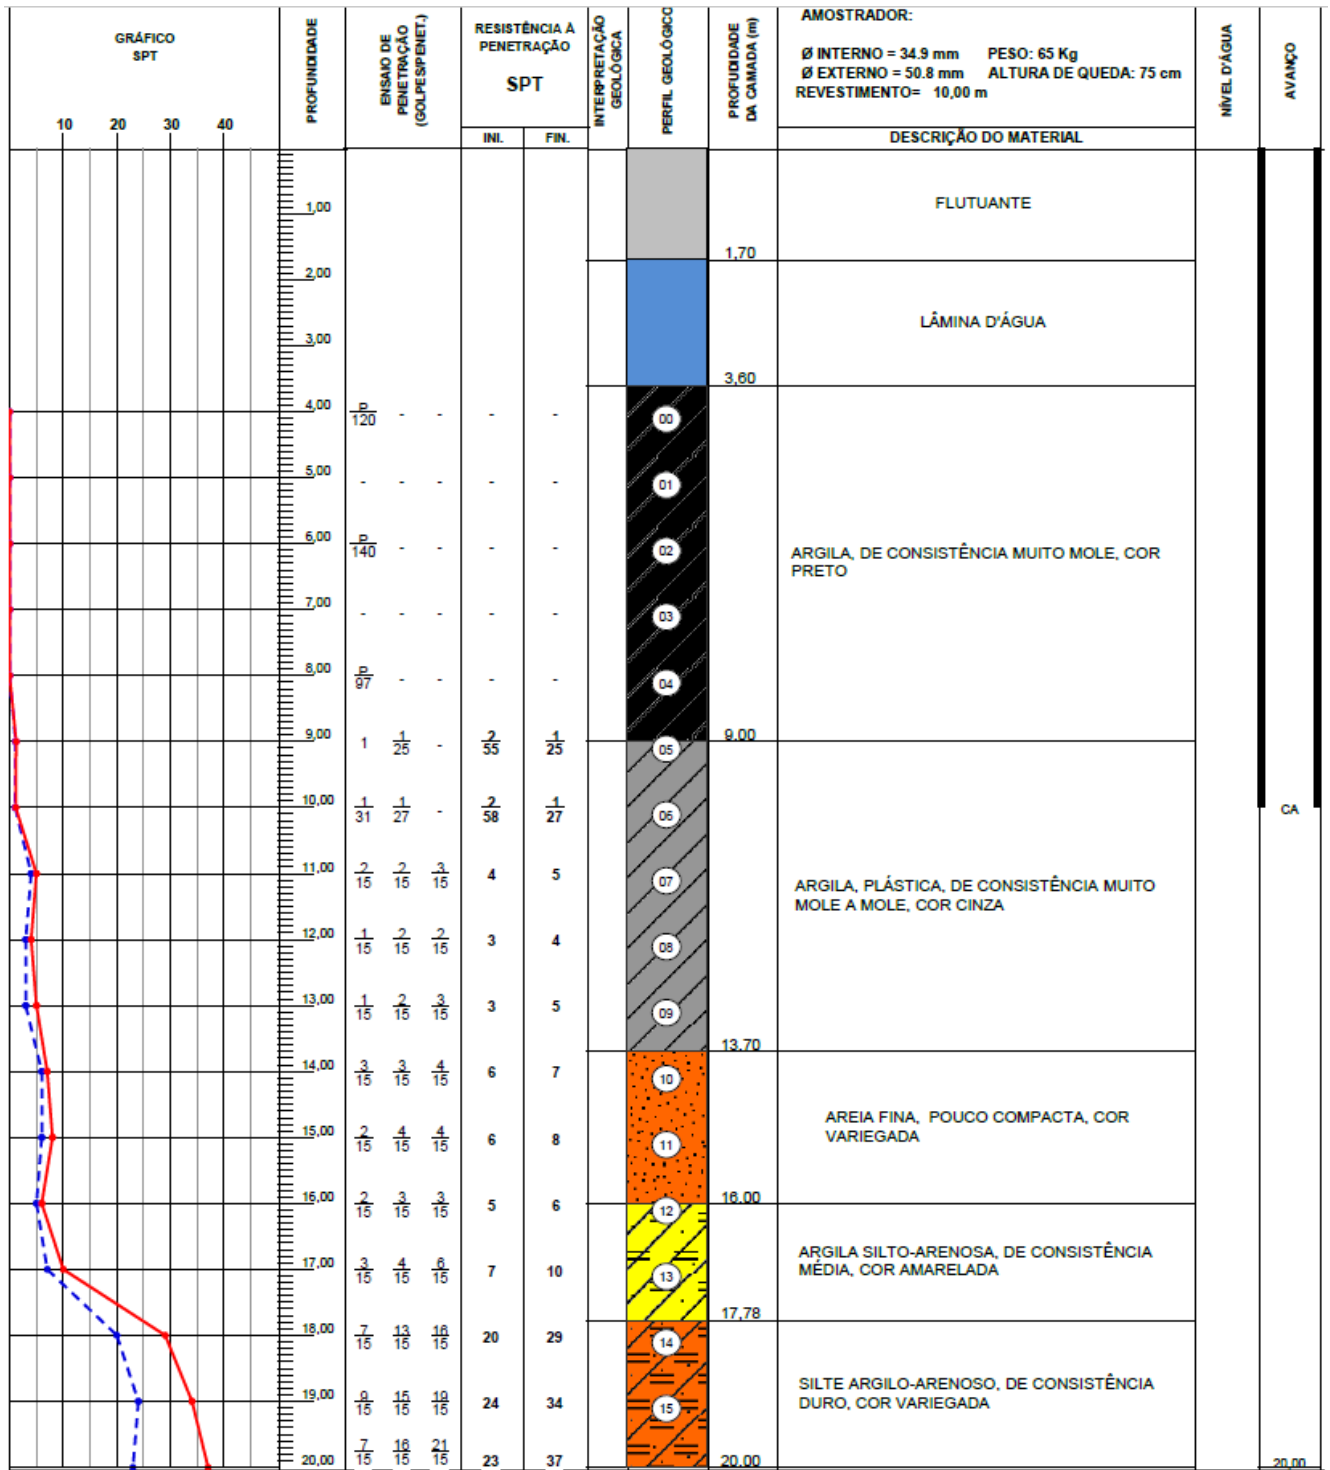 GRÁFICO
SPT
10 20 30 40
PROFUNDIDADE
ENSAIO DE
PENETRAÇÃO
(GOLPES/PENET.)
RESISTÊNCIA À
PENETRAÇÃO
SPT
INI. FIN.
INTERPRETAÇÃO
GEOLÓGICA
PERFIL GEOLÓGICO
PROFUDIDADE
DA CAMADA (m)
AMOSTRADOR:
Ø INTERNO = 34.9 mm PESO: 65 Kg
Ø EXTERNO = 50.8 mm ALTURA DE QUEDA: 75 cm
REVESTIMENTO= 10,00 m
DESCRIÇÃO DO MATERIAL
NÍVEL D'ÁGUA
AVANÇO
FLUTUANTE
1,00
1,70
2,00
LÂMINA D'ÁGUA
3,00
3,60
4,00 P/120 - - - - 00
5,00 - - - - - 01
6,00 P/140 - - - - 02
ARGILA, DE CONSISTÊNCIA MUITO MOLE, COR
PRETO
7,00 - - - - - 03
8,00 P/97 - - - - 04
9,00 1 1/25 - 2/55 1/25 05 9.00
10,00 1/31 1/27 - 2/58 1/27 06 CA
11,00 2/15 2/15 3/15 4 5 07
ARGILA, PLÁSTICA, DE CONSISTÊNCIA MUITO
MOLE A MOLE, COR CINZA
12,00 1/15 2/15 2/15 3 4 08
13,00 1/15 2/15 3/15 3 5 09
13.70
14,00 3/15 3/15 4/15 6 7 10
AREIA FINA, POUCO COMPACTA, COR
VARIEGADA
15,00 2/15 4/15 4/15 6 8 11
16,00 2/15 3/15 3/15 5 6 12 16.00
ARGILA SILTO-ARENOSA, DE CONSISTÊNCIA
MÉDIA, COR AMARELADA
17,00 3/15 4/15 6/15 7 10 13
17,78
18,00 7/15 13/15 16/15 20 29 14
SILTE ARGILO-ARENOSO, DE CONSISTÊNCIA
DURO, COR VARIEGADA
19,00 9/15 15/15 19/15 24 34 15
20,00 7/15 16/15 21/15 23 37 20.00 20,00